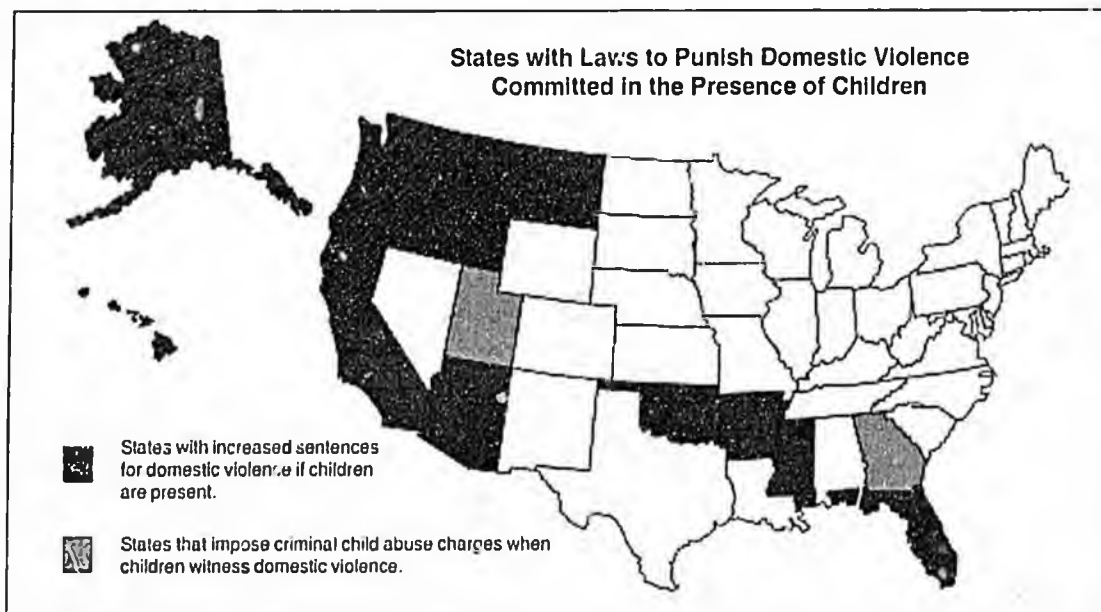 States with Laws to Punish Domestic Violence
Committed in the Presence of Children
States with increased sentences
for domestic violence if children
are present.
States that impose criminal child abuse charges when
children witness domestic violence.